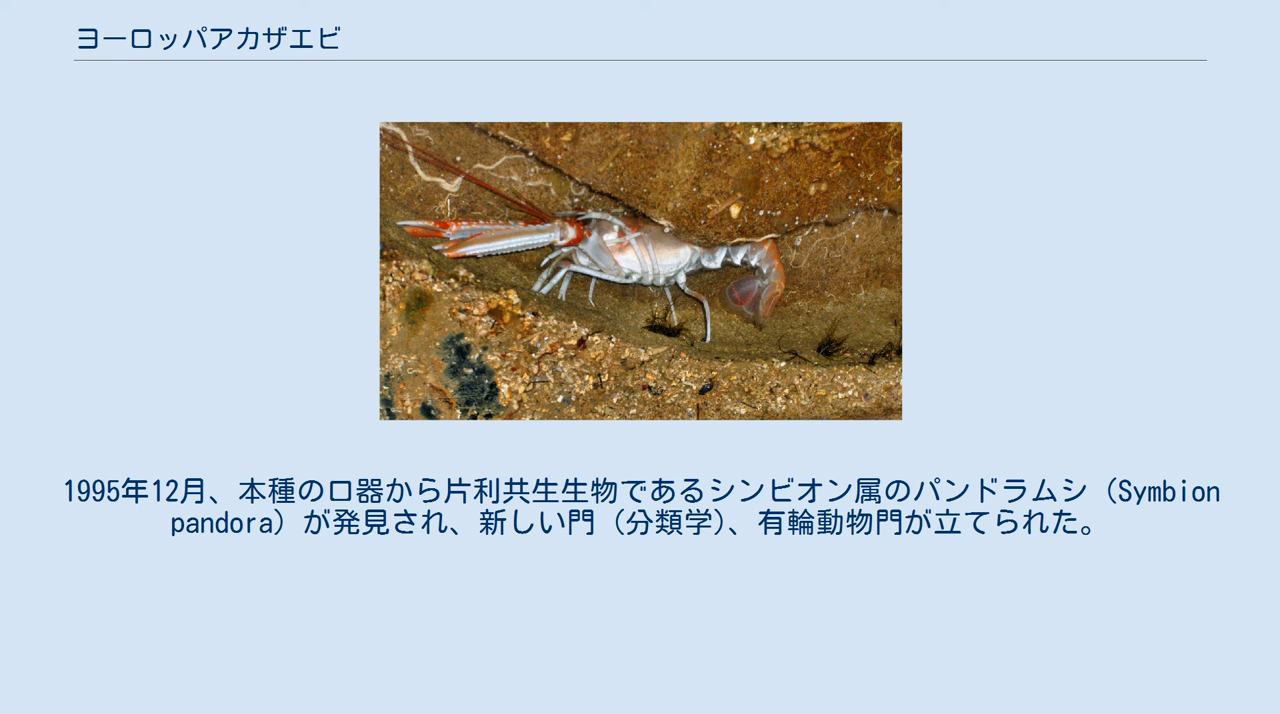 ヨーロッパアカザエビ
1995年12月、本種の口器から片利共生生物であるシンビオン属のパンドラムシ（Symbion
pandora）が発見され、新しい門（分類学）、有輪動物門が立てられた。